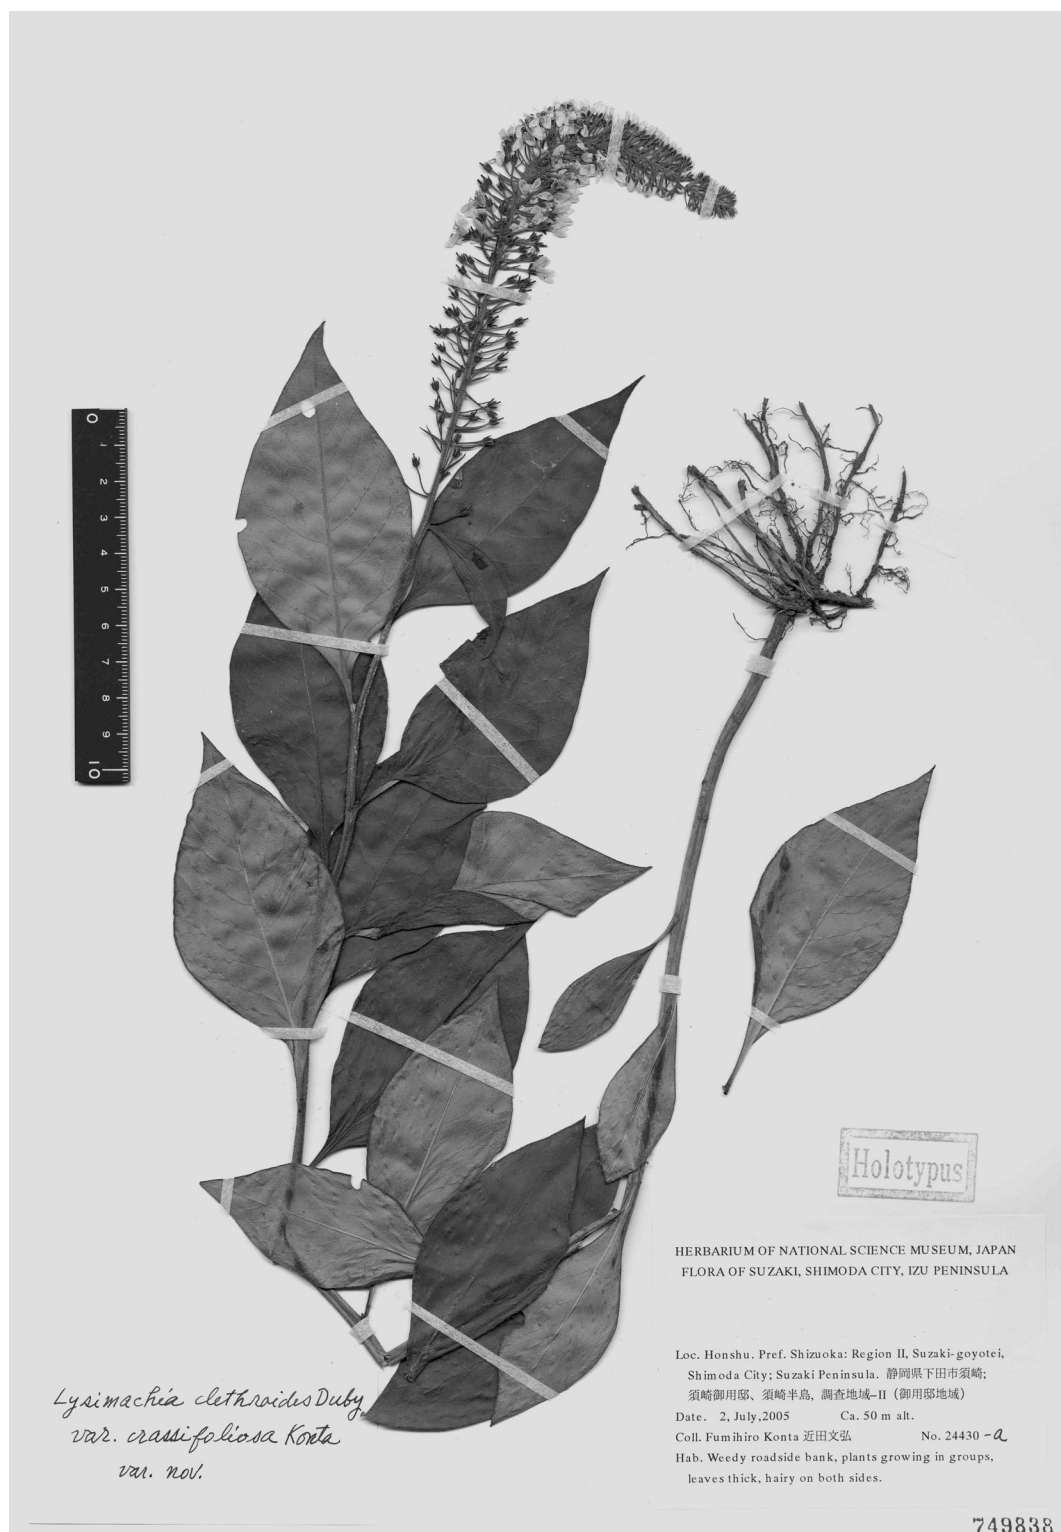 0
1
2
3
4
5
6
7
8
9
10
Holotypus
HERBARIUM OF NATIONAL SCIENCE MUSEUM, JAPAN
FLORA OF SUZAKI, SHIMODA CITY, IZU PENINSULA
Loc. Honshu. Pref. Shizuoka: Region II, Suzaki-goyotei,
Shimoda City; Suzaki Peninsula. 静岡県下田市須崎;
須崎御用邸、須崎半島, 調査地域–II (御用邸地域)
Date. 2, July,2005 Ca. 50 m alt.
Coll. Fumihiro Konta 近田文弘 No. 24430 -a
Hab. Weedy roadside bank, plants growing in groups,
leaves thick, hairy on both sides.
Lysimachia clethroides Duby
var. crassifoliosa Konta
var. nov.
749838